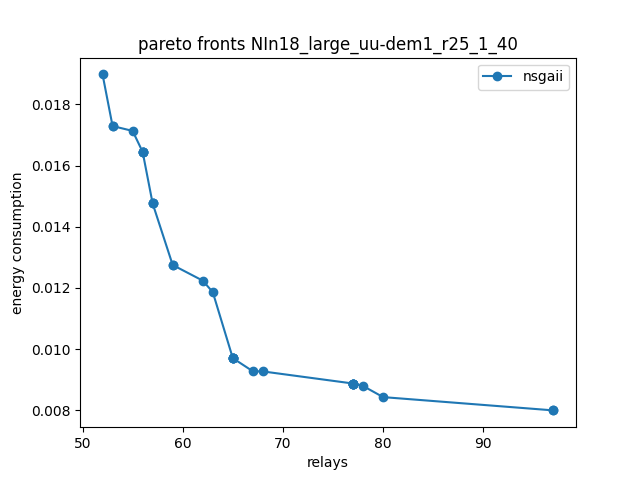 pareto fronts NIn18_large_uu-dem1_r25_1_40
nsgaii
0.018
0.016
0.014
0.012
0.010
0.008
energy consumption
50 60 70 80 90
relays